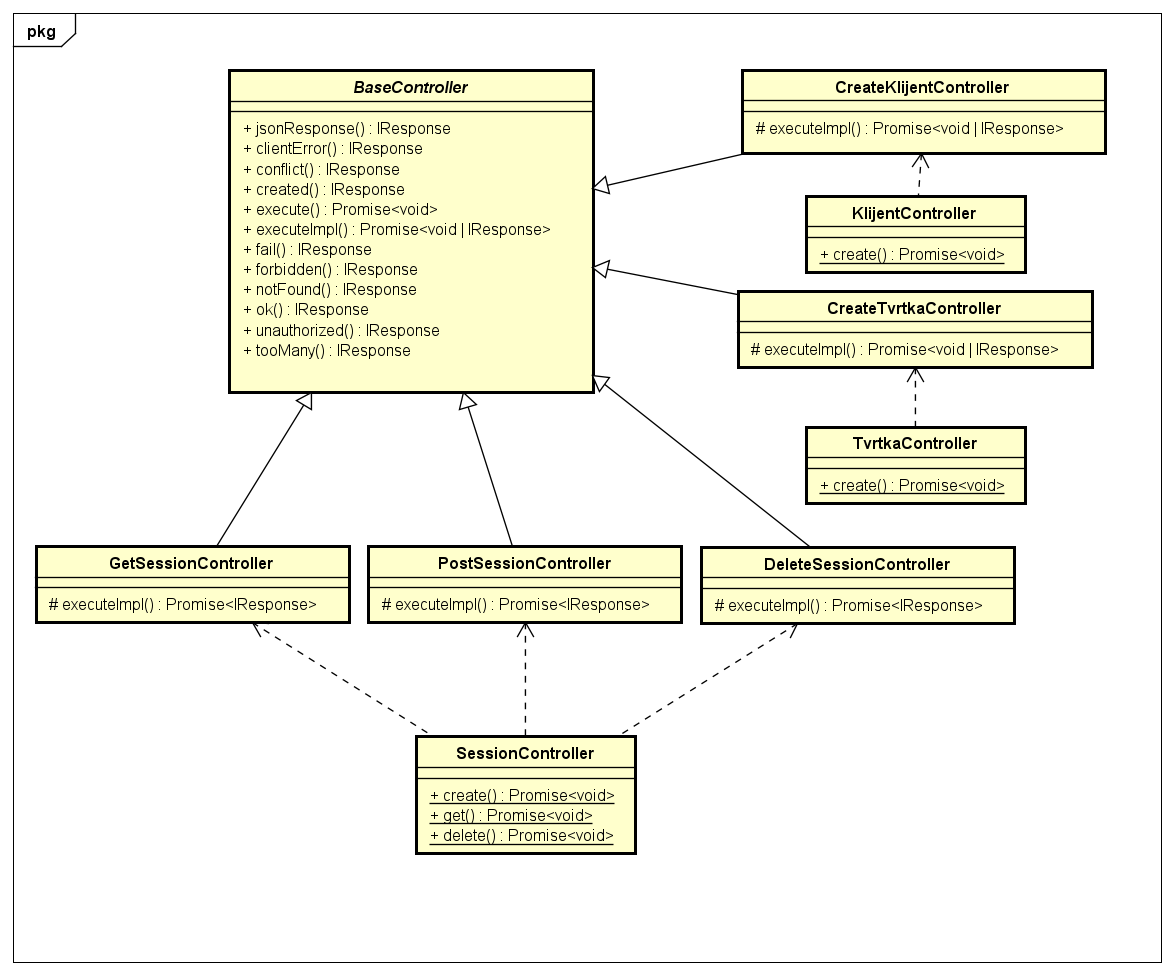 pkg
BaseController
+ jsonResponse() : IResponse
+ clientError() : IResponse
+ conflict() : IResponse
+ created() : IResponse
+ execute() : Promise<void>
+ executeImpl() : Promise<void | IResponse>
+ fail() : IResponse
+ forbidden() : IResponse
+ notFound() : IResponse
+ ok() : IResponse
+ unauthorized() : IResponse
+ tooMany() : IResponse
CreateKlijentController
# executeImpl() : Promise<void | IResponse>
KlijentController
+ create() : Promise<void>
CreateTvrtkaController
# executeImpl() : Promise<void | IResponse>
TvrtkaController
+ create() : Promise<void>
GetSessionController
# executeImpl() : Promise<IResponse>
PostSessionController
# executeImpl() : Promise<IResponse>
DeleteSessionController
# executeImpl() : Promise<IResponse>
SessionController
+ create() : Promise<void>
+ get() : Promise<void>
+ delete() : Promise<void>